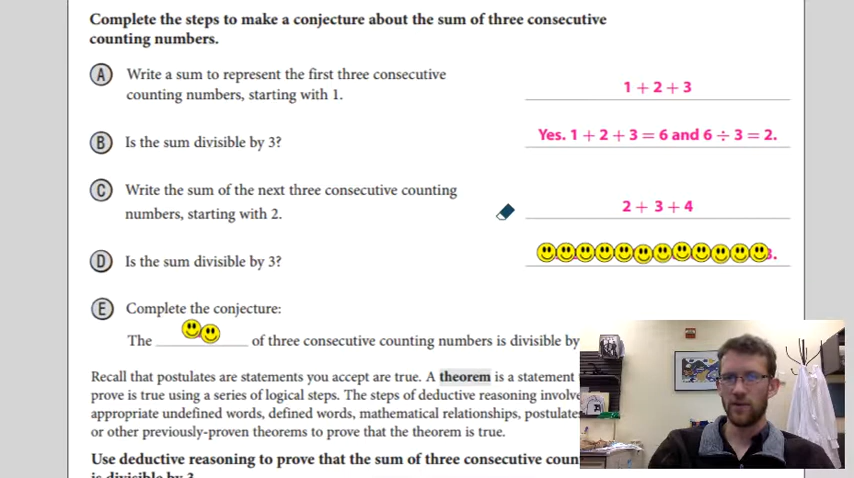 Complete the steps to make a conjecture about the sum of three consecutive
counting numbers.
A Write a sum to represent the first three consecutive
counting numbers, starting with 1.
1 + 2 + 3
B Is the sum divisible by 3?
Yes. 1 + 2 + 3 = 6 and 6 ÷ 3 = 2.
C Write the sum of the next three consecutive counting
numbers, starting with 2.
2 + 3 + 4
D Is the sum divisible by 3?
3.
E Complete the conjecture:
The ________ of three consecutive counting numbers is divisible by
Recall that postulates are statements you accept are true. A theorem is a statement
prove is true using a series of logical steps. The steps of deductive reasoning involve
appropriate undefined words, defined words, mathematical relationships, postulates
or other previously-proven theorems to prove that the theorem is true.
Use deductive reasoning to prove that the sum of three consecutive coun
is divisible by 3.